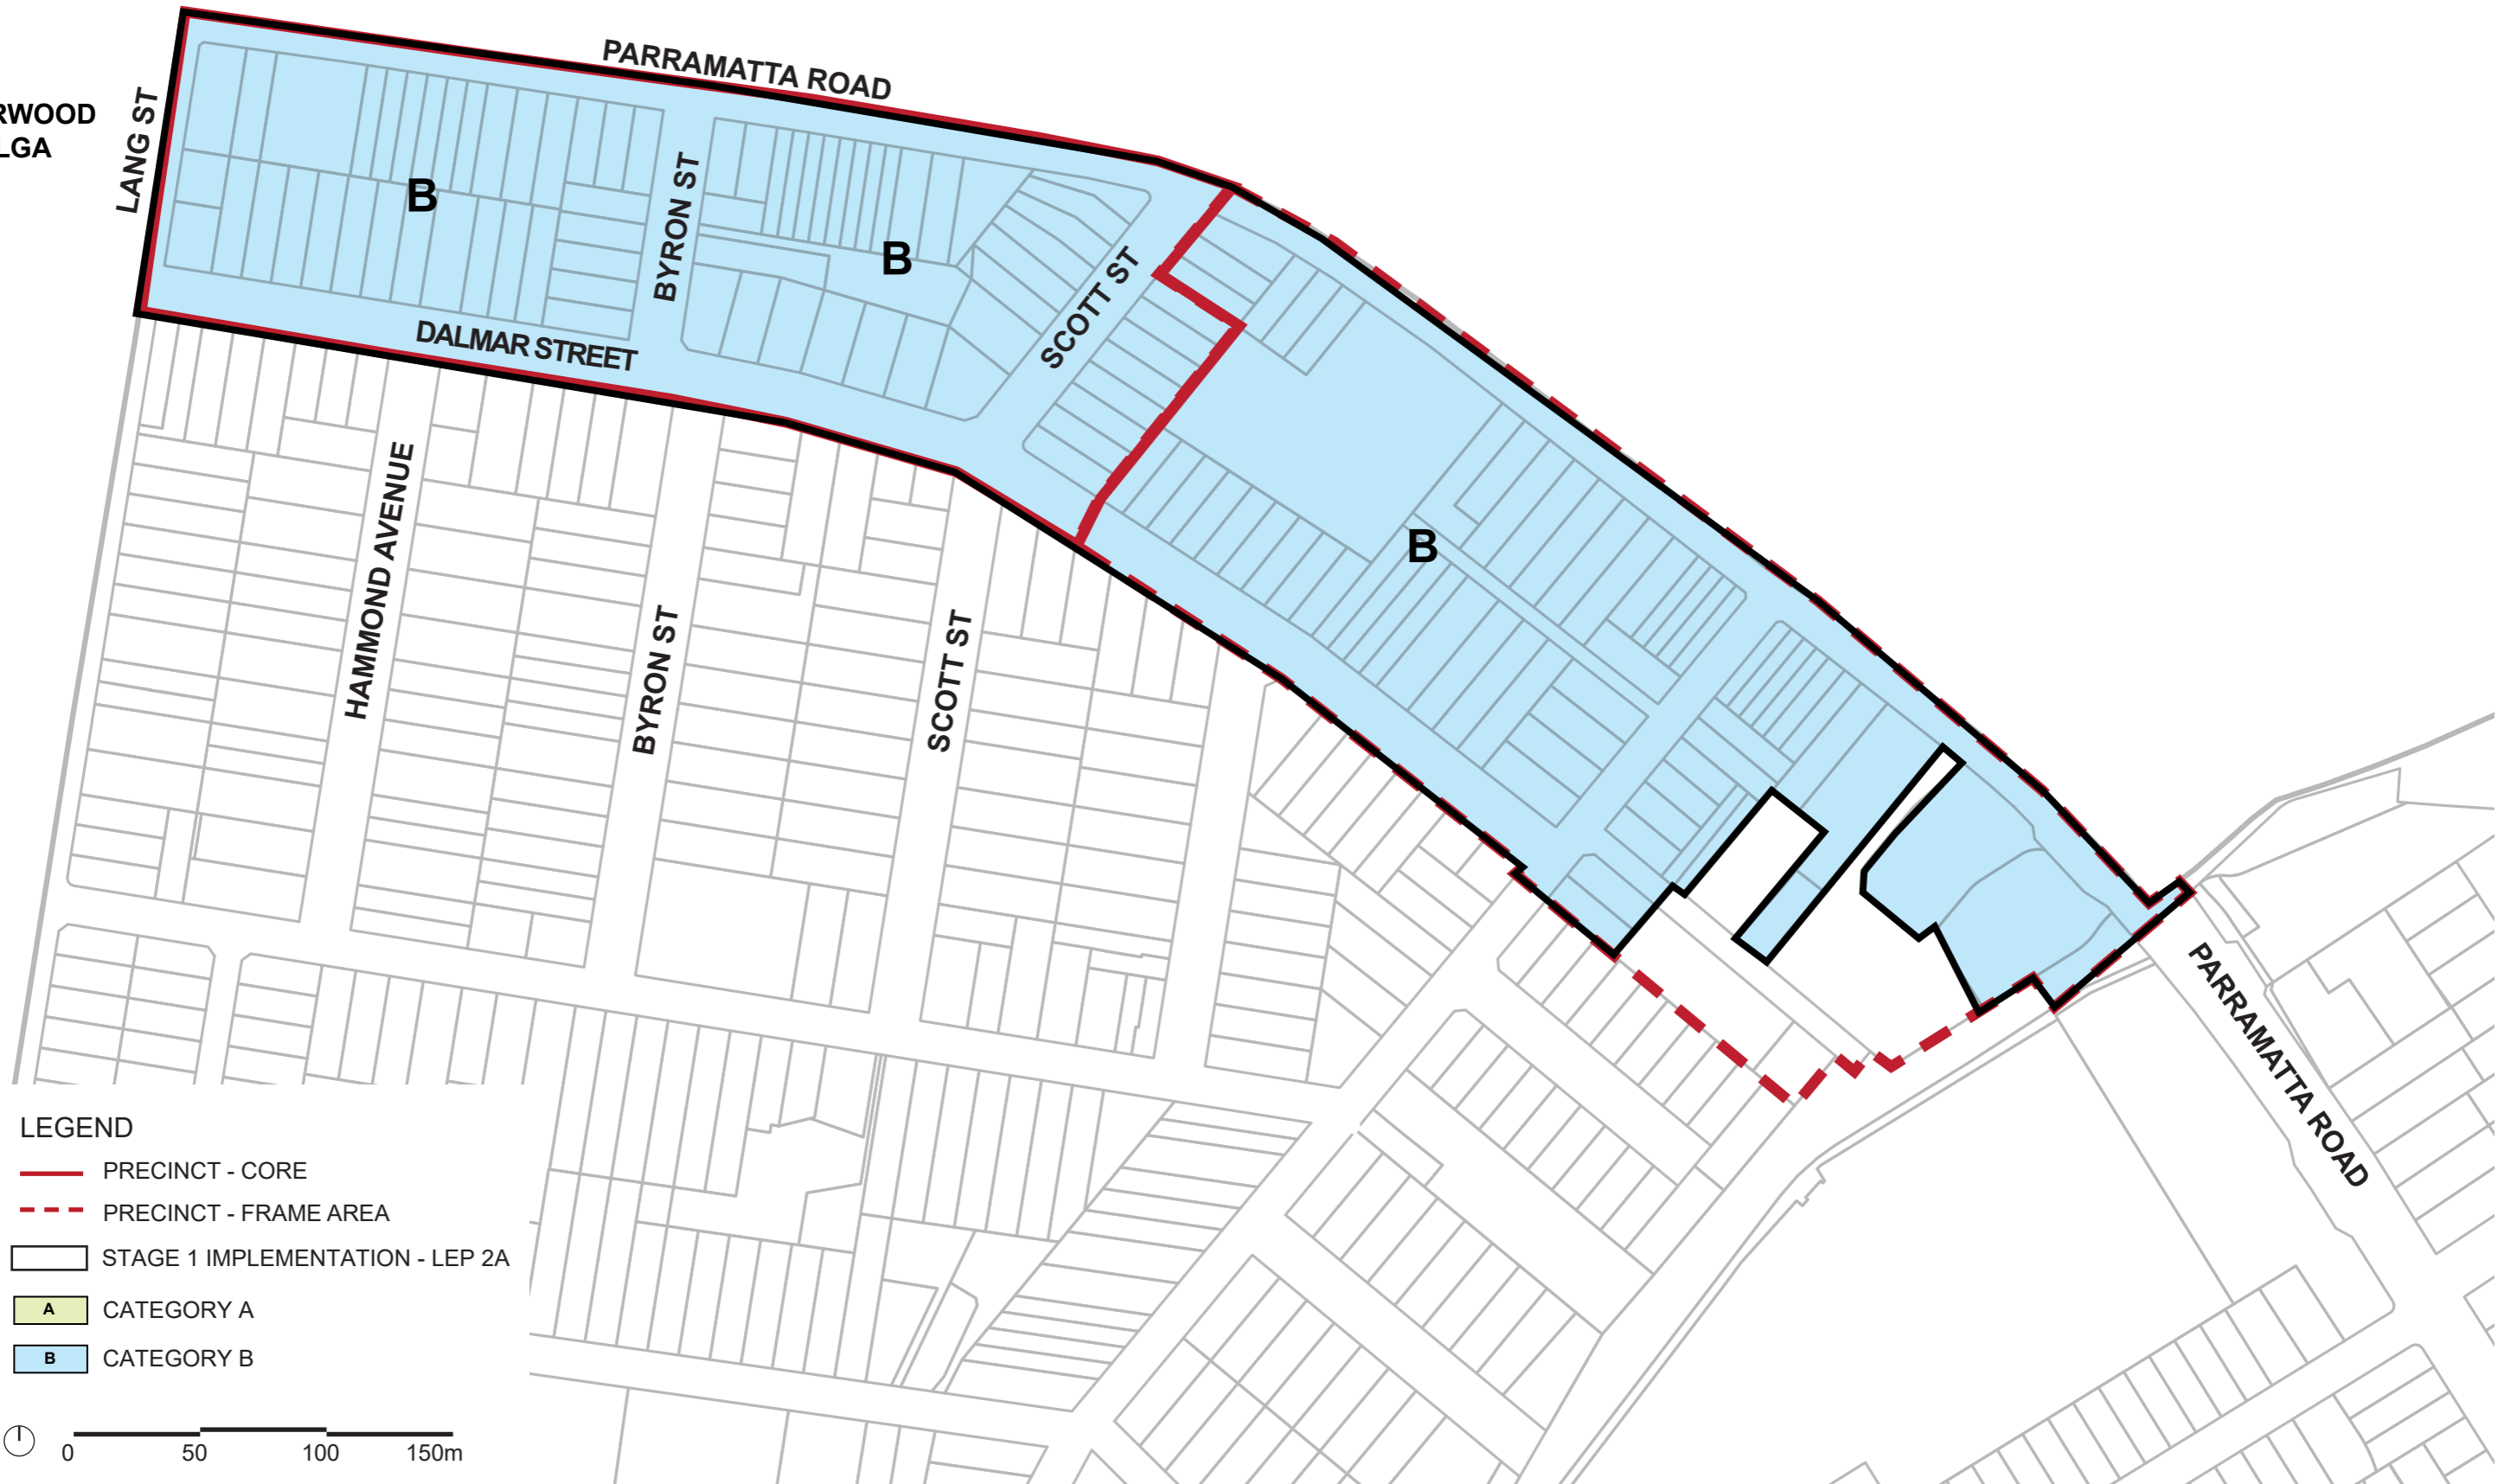 PARRAMATTA ROAD
RWOOD
LGA
LANG ST
B
BYRON ST
B
SCOTT ST
DALMAR STREET
B
HAMMOND AVENUE
BYRON ST
SCOTT ST
PARRAMATTA ROAD
LEGEND
PRECINCT - CORE
PRECINCT - FRAME AREA
STAGE 1 IMPLEMENTATION - LEP 2A
A CATEGORY A
B CATEGORY B
0 50 100 150m